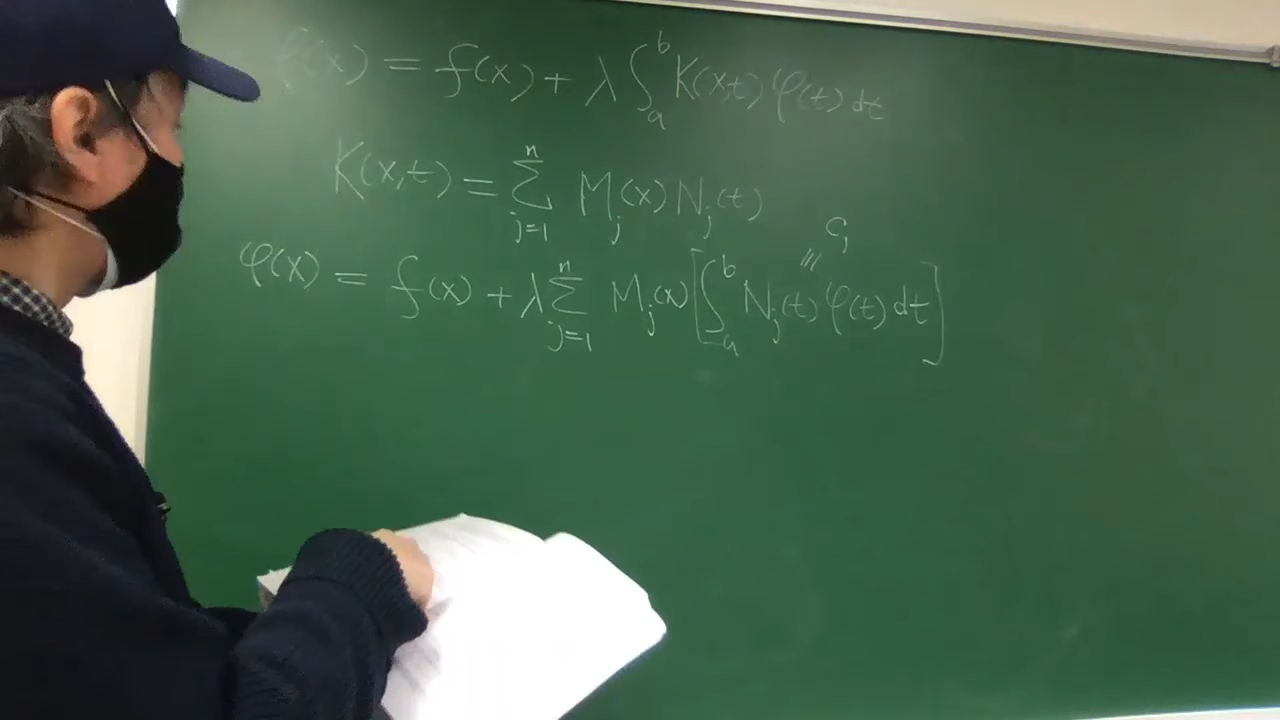 φ(x) = f(x) + λ ∫_a^b K(x,t) φ(t) dt
K(x,t) = Σ_{j=1}^n M_j(x) N_j(t)
C_j
φ(x) = f(x) + λ Σ_{j=1}^n M_j(x) [ ∫_a^b N_j(t) φ(t) dt ]